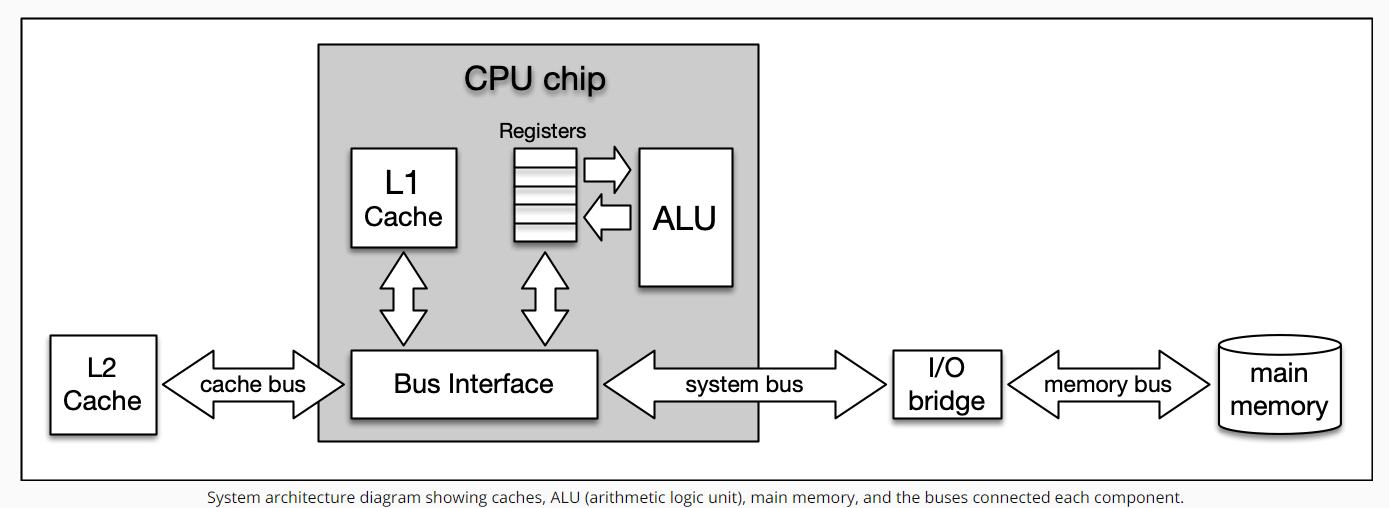 CPU chip
Registers
L1
Cache
ALU
L2
Cache
cache bus
Bus Interface
system bus
I/O
bridge
memory bus
main
memory
System architecture diagram showing caches, ALU (arithmetic logic unit), main memory, and the buses connected each component.